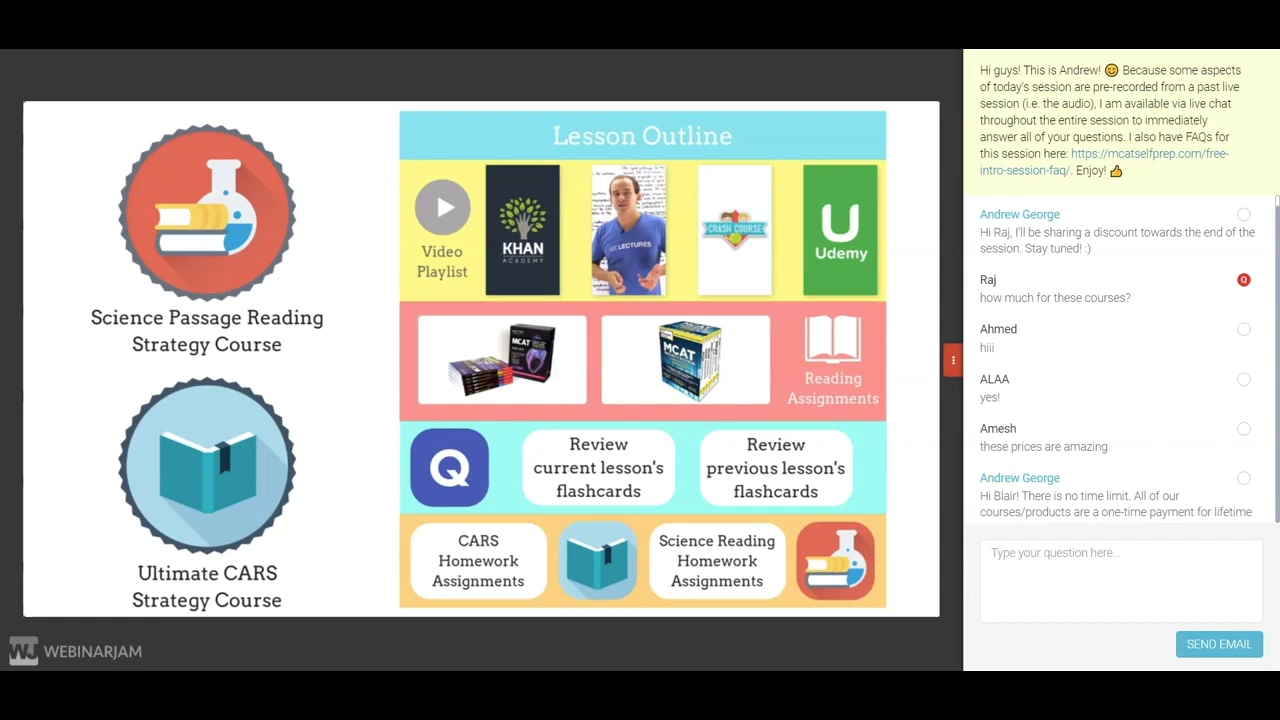 Science Passage Reading
Strategy Course
Ultimate CARS
Strategy Course
Lesson Outline
Video
Playlist
KHAN
ACADEMY
LECTURES
CRASH COURSE
U
Udemy
MCAT
MCAT
Reading
Assignments
Q
Review
current lesson's
flashcards
Review
previous lesson's
flashcards
CARS
Homework
Assignments
Science Reading
Homework
Assignments
WJ WEBINARJAM
Hi guys! This is Andrew! 😊 Because some aspects
of today's session are pre-recorded from a past live
session (i.e. the audio), I am available via live chat
throughout the entire session to immediately
answer all of your questions. I also have FAQs for
this session here: https://mcatselfprep.com/free-
intro-session-faq/. Enjoy! 👍
Andrew George
Hi Raj, I'll be sharing a discount towards the end of the
session. Stay tuned! :)
Raj
Q
how much for these courses?
Ahmed
hiii
ALAA
yes!
Amesh
these prices are amazing
Andrew George
Hi Blair! There is no time limit. All of our
courses/products are a one-time payment for lifetime
Type your question here...
SEND EMAIL